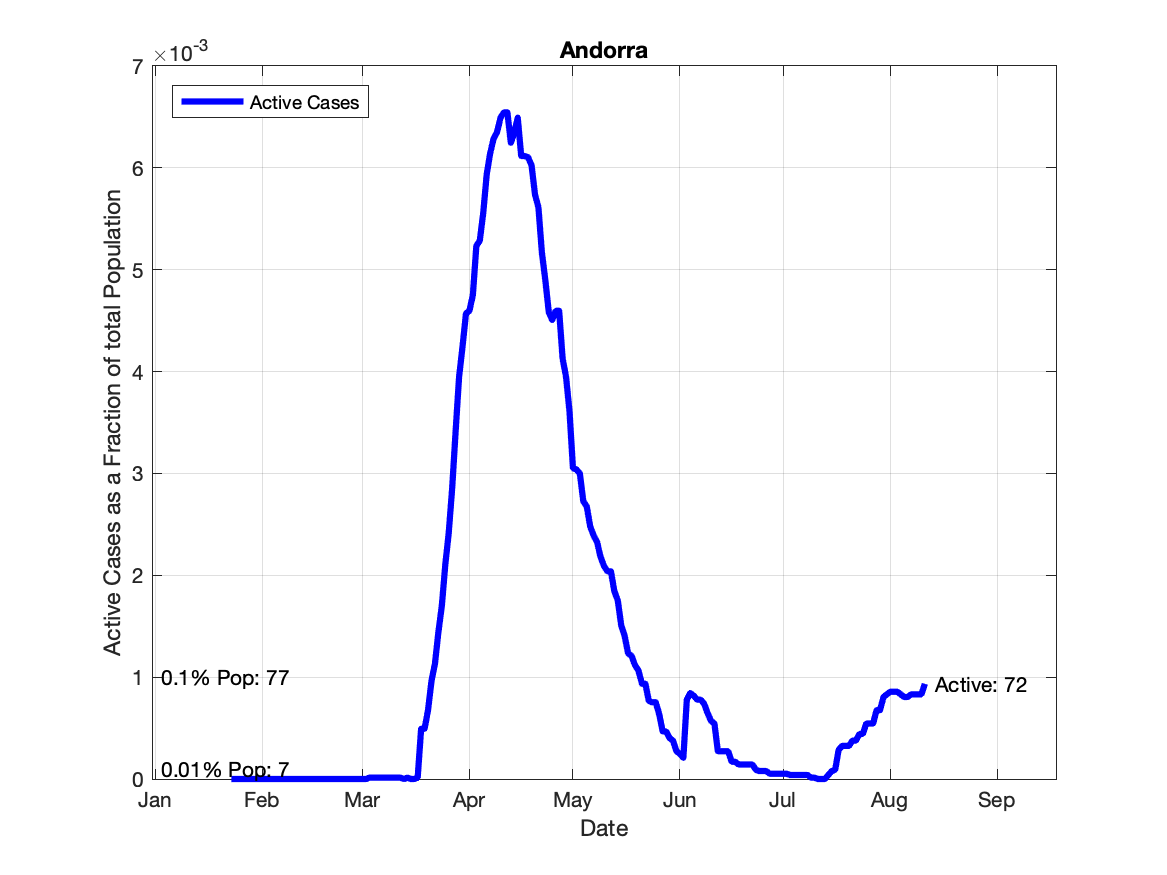 Andorra
×10-3
Active Cases
7
6
5
4
3
2
1
0
Active Cases as a Fraction of total Population
0.1% Pop: 77
0.01% Pop: 7
Active: 72
Jan Feb Mar Apr May Jun Jul Aug Sep
Date